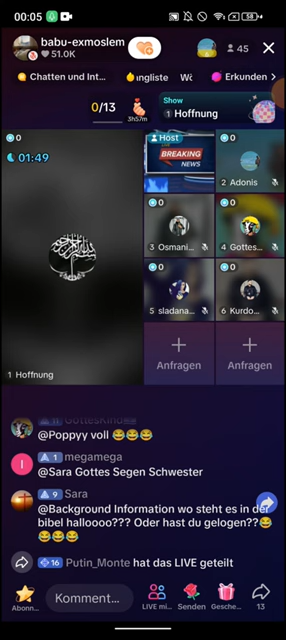 00:05
58
babu-exmoslem
51.0K
45
Chatten und Int...
angliste
Erkunden >
0/13
3h57m
Show
1 Hoffnung
0
01:49
Host
BREAKING
NEWS
0
2 Adonis
0
3 Osmani...
0
4 Gottes...
0
5 sladana...
0
6 Kurdo...
1 Hoffnung
+
Anfragen
+
Anfragen
GottesKind
@Poppyy voll 😂😂😂
1 megamega
@Sara Gottes Segen Schwester
9 Sara
@Background Information wo steht es in der
bibel halloooo??? Oder hast du gelogen??😂
😂😂😂
16 Putin_Monte hat das LIVE geteilt
Abonn...
Komment...
LIVE mi...
Senden
Gesche...
13